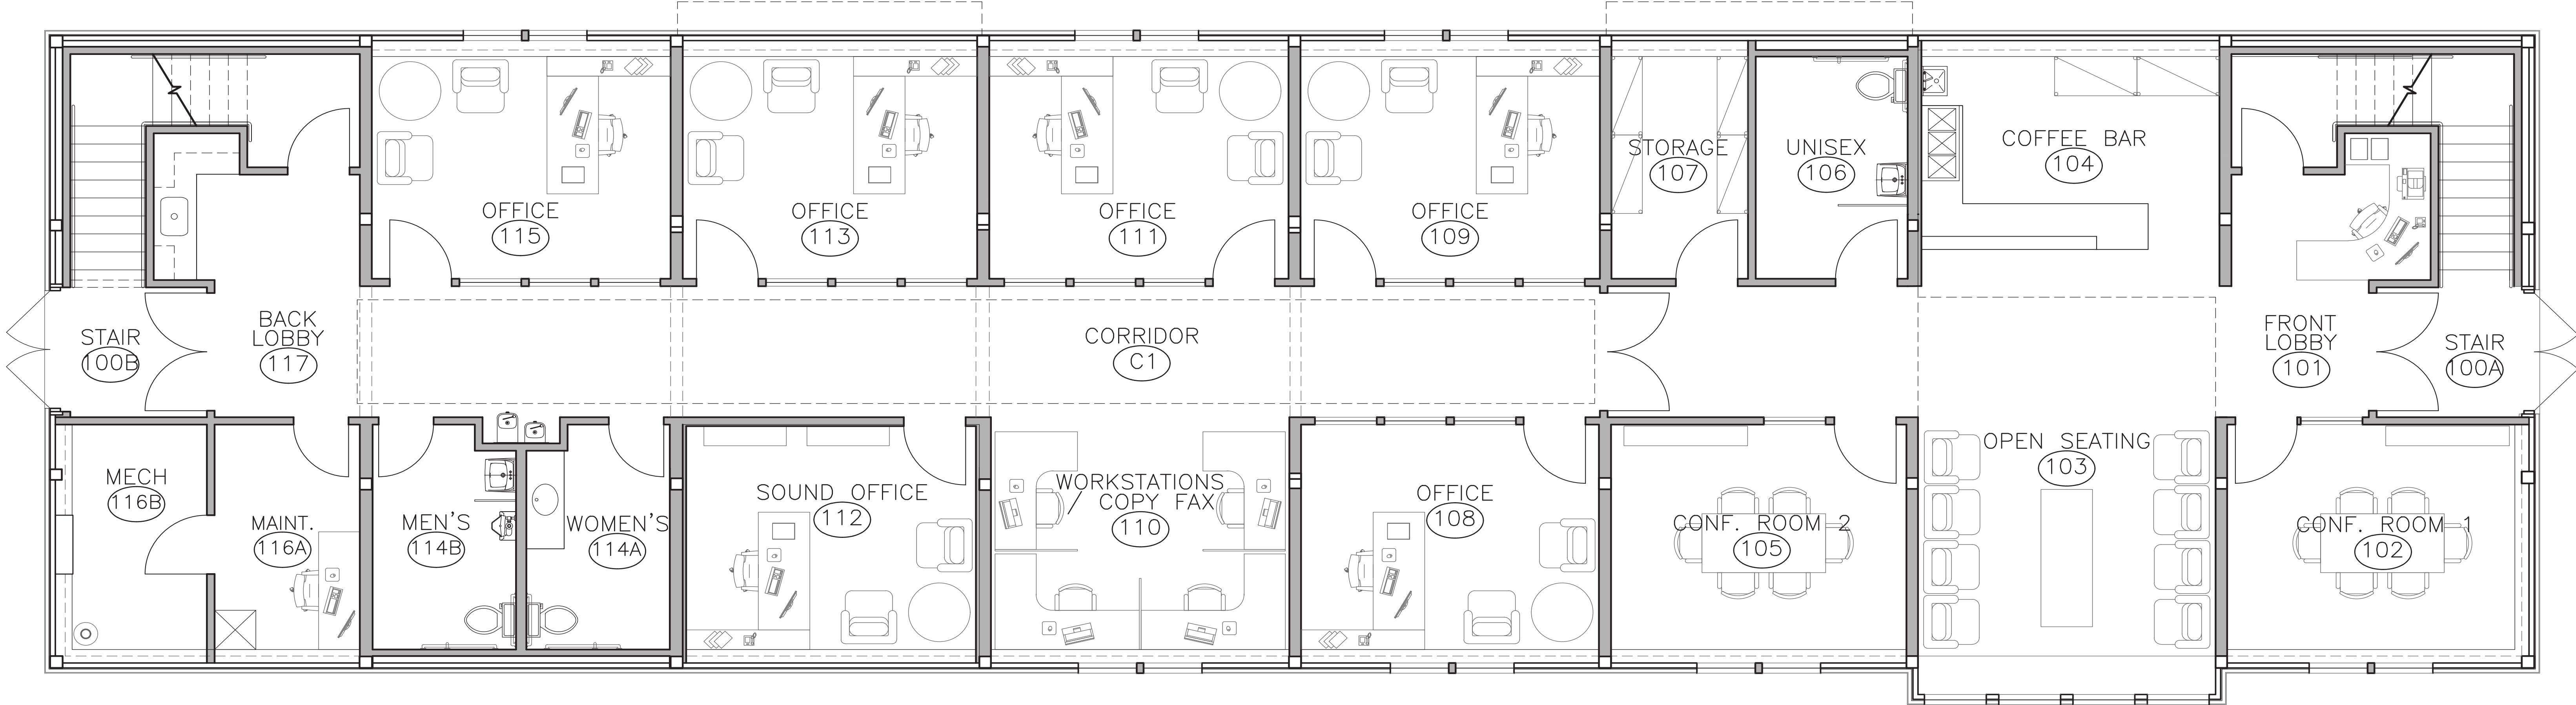 OFFICE
115
OFFICE
113
OFFICE
111
OFFICE
109
STORAGE
107
UNISEX
106
COFFEE BAR
104
STAIR
100B
BACK
LOBBY
117
CORRIDOR
C1
FRONT
LOBBY
101
STAIR
100A
MECH
116B
MAINT.
116A
MEN'S
114B
WOMEN'S
114A
SOUND OFFICE
112
WORKSTATIONS
/ COPY FAX
110
OFFICE
108
CONF. ROOM 2
105
OPEN SEATING
103
CONF. ROOM 1
102